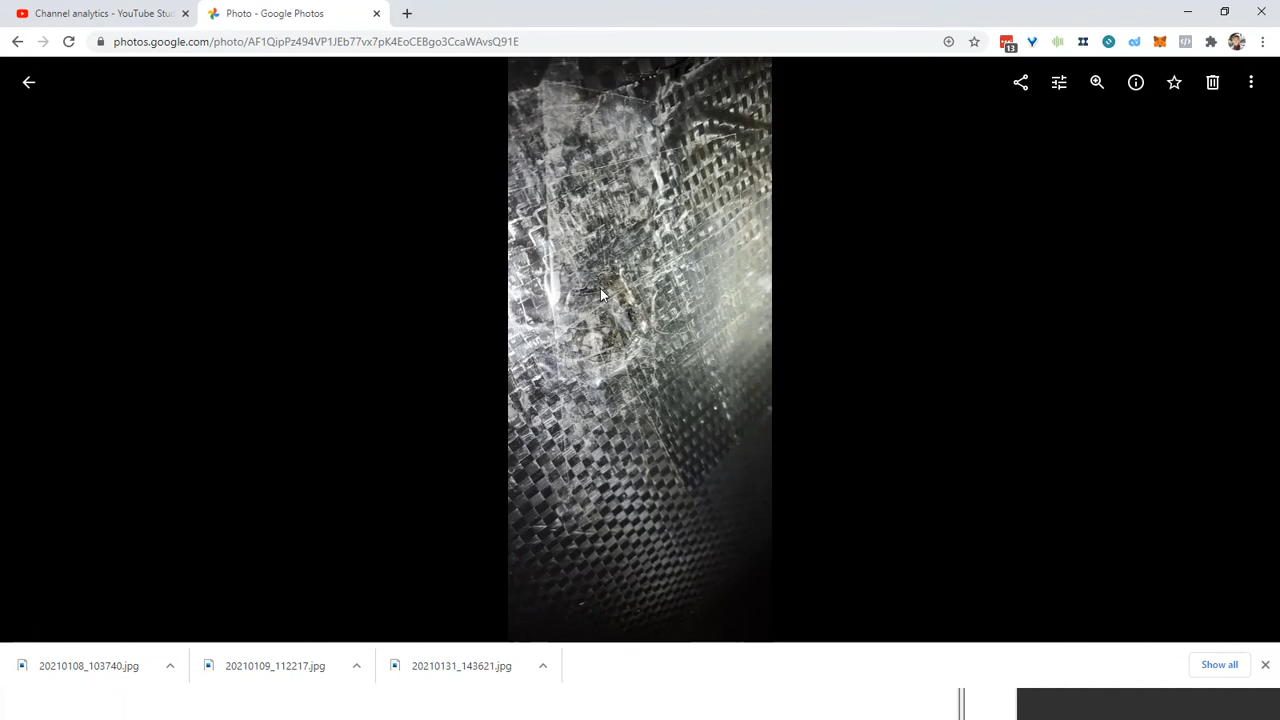 Channel analytics - YouTube Stud
Photo - Google Photos
photos.google.com/photo/AF1QipPz494VP1JEb77vx7pK4EoCEBgo3CcaWAvsQ91E
13
20210108_103740.jpg
20210109_112217.jpg
20210131_143621.jpg
Show all